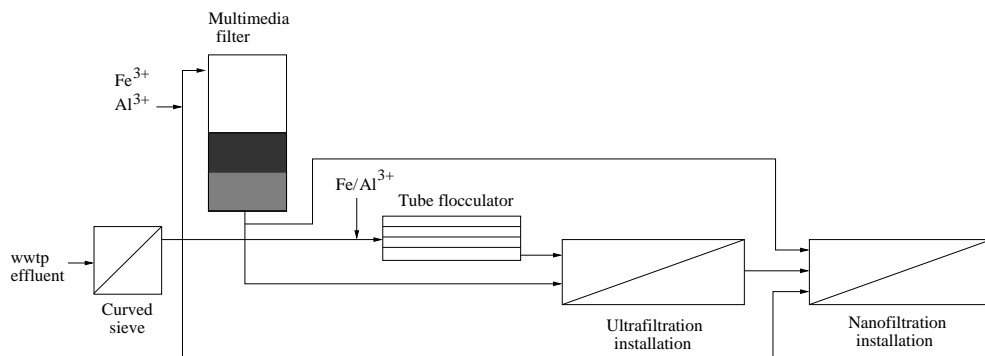 Multimedia
filter
Fe3+
Al3+
Fe/Al3+
Tube flocculator
wwtp
effluent
Curved
sieve
Ultrafiltration
installation
Nanofiltration
installation